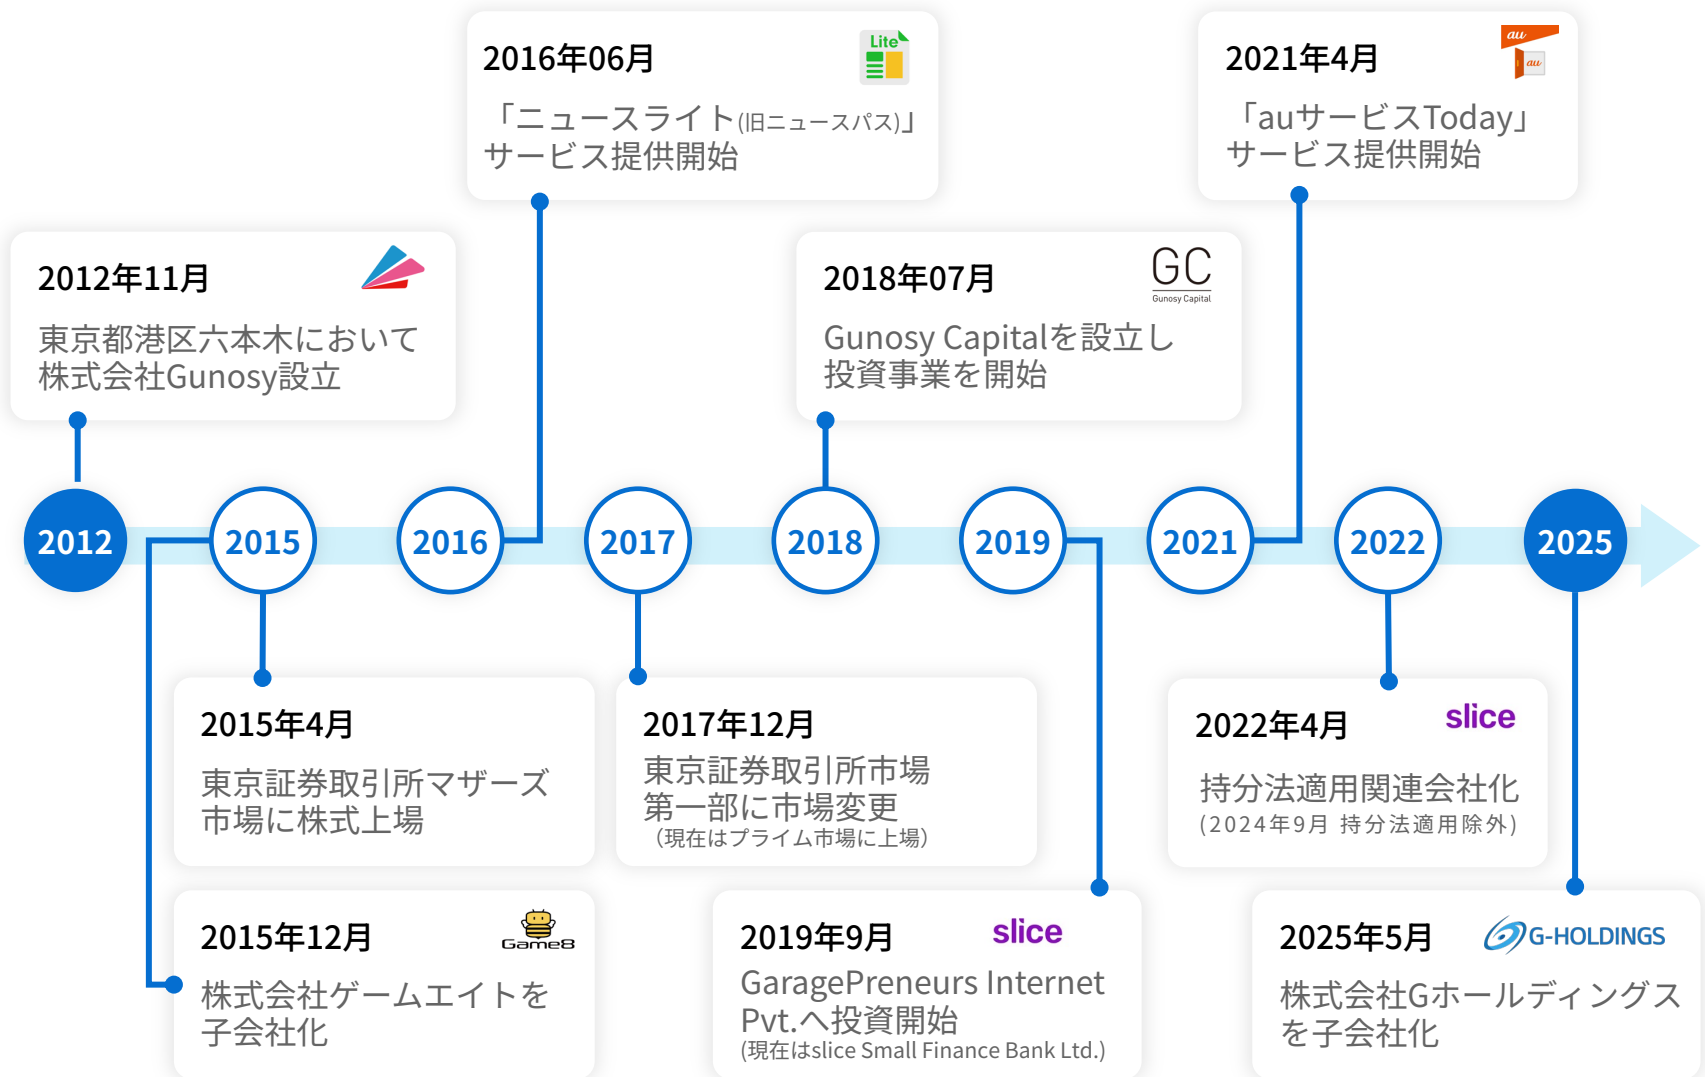 2016年06月
Lite
「ニュースライト(旧ニュースパス)」
サービス提供開始
2021年4月
au
au
「auサービスToday」
サービス提供開始
2012年11月
東京都港区六本木において
株式会社Gunosy設立
2018年07月
GC
Gunosy Capital
Gunosy Capitalを設立し
投資事業を開始
2012
2015
2016
2017
2018
2019
2021
2022
2025
2015年4月
東京証券取引所マザーズ
市場に株式上場
2017年12月
東京証券取引所市場
第一部に市場変更
（現在はプライム市場に上場）
2022年4月
slice
持分法適用関連会社化
(2024年9月 持分法適用除外)
2015年12月
Game8
株式会社ゲームエイトを
子会社化
2019年9月
slice
GaragePreneurs Internet
Pvt.へ投資開始
(現在はslice Small Finance Bank Ltd.)
2025年5月
G-HOLDINGS
株式会社Gホールディングス
を子会社化